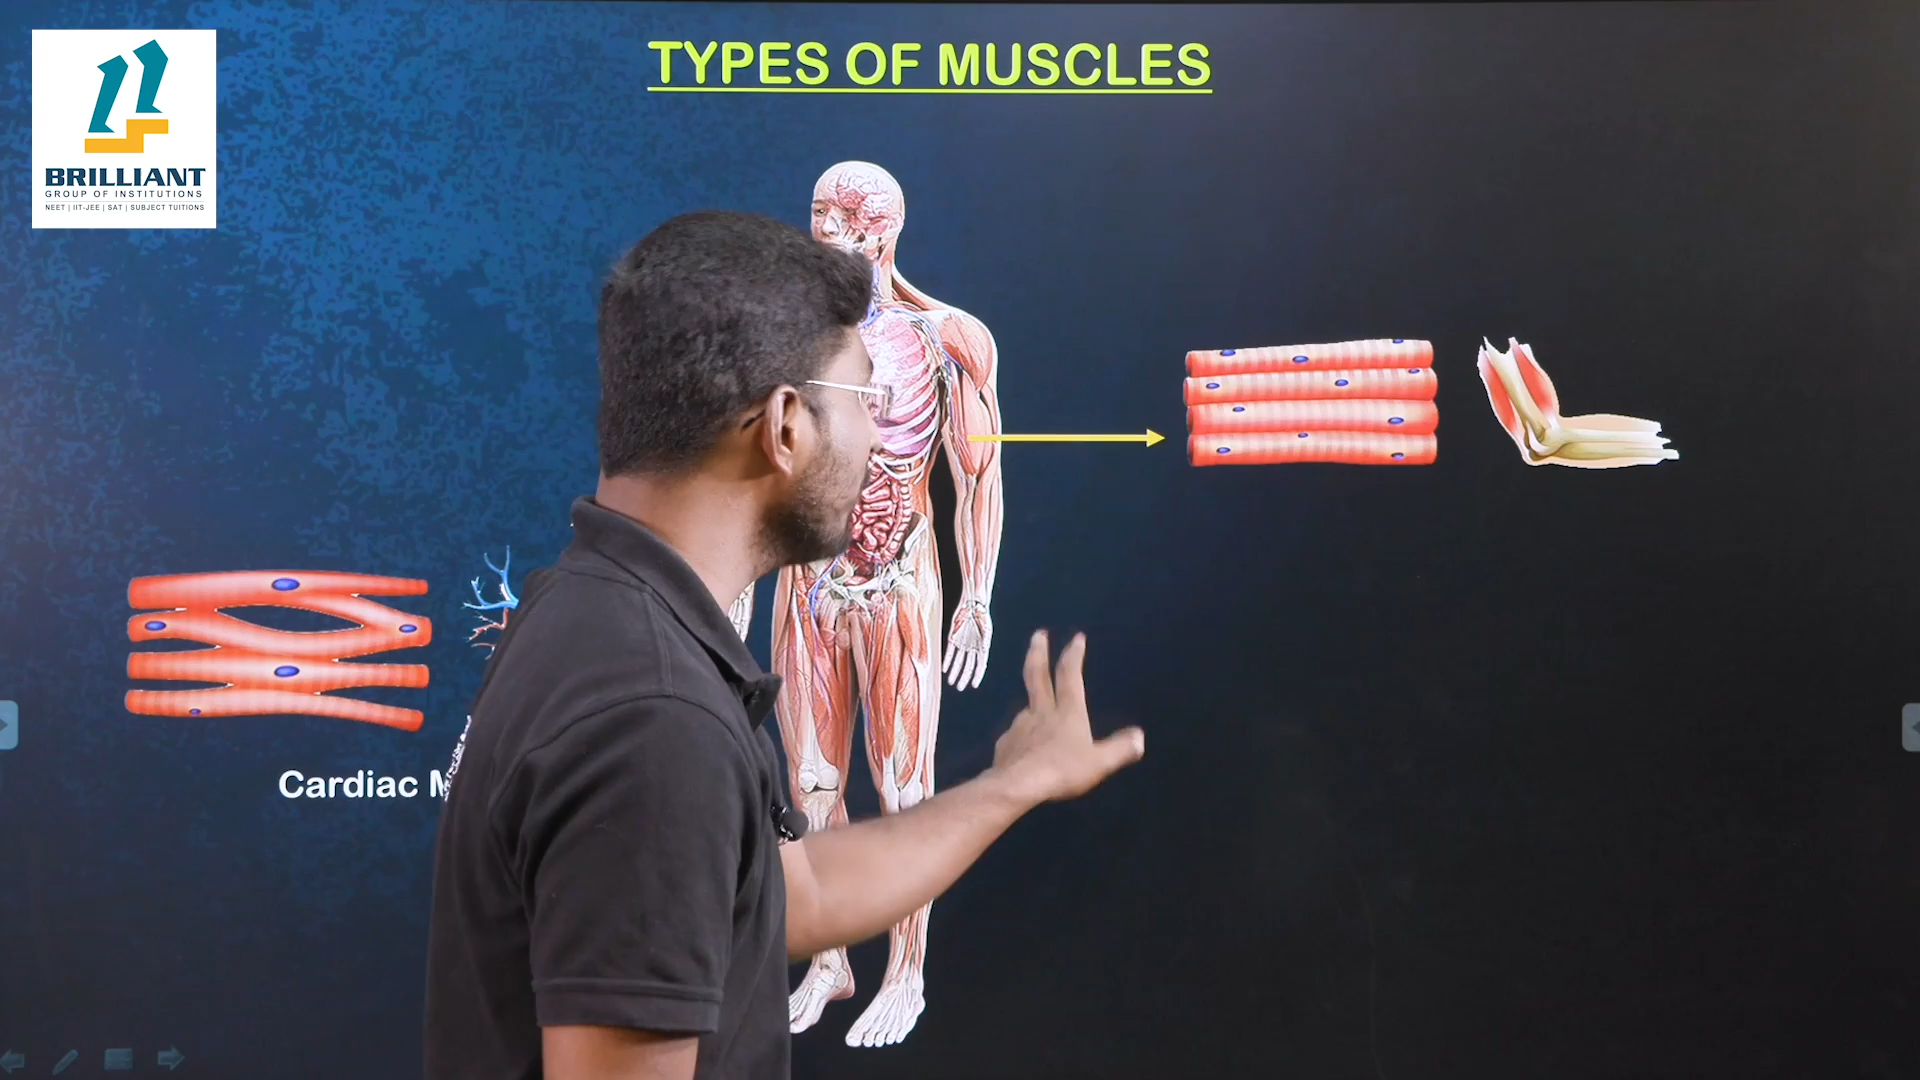 TYPES OF MUSCLES
BRILLIANT
GROUP OF INSTITUTIONS
NEET | IIT-JEE | SAT | SUBJECT TUITIONS
Cardiac